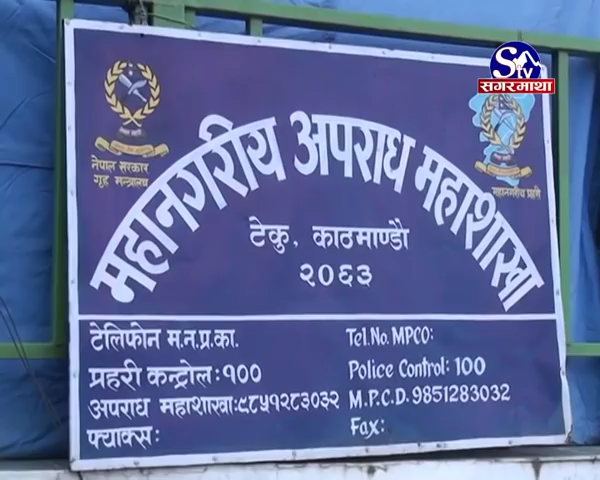 STV
सगरमाथा
नेपाल सरकार
गृह मन्त्रालय
महानगरीय प्रहरी
महानगरीय अपराध महाशाखा
टेकु, काठमाण्डौ
२०६३
टेलिफोन म.न.प्र.का.
प्रहरी कन्ट्रोल: १००
अपराध महाशाखा: ९८५१२८३०३२
फ्याक्स:
Tel.No. MPCO:
Police Control: 100
M.P.C.D. 9851283032
Fax: